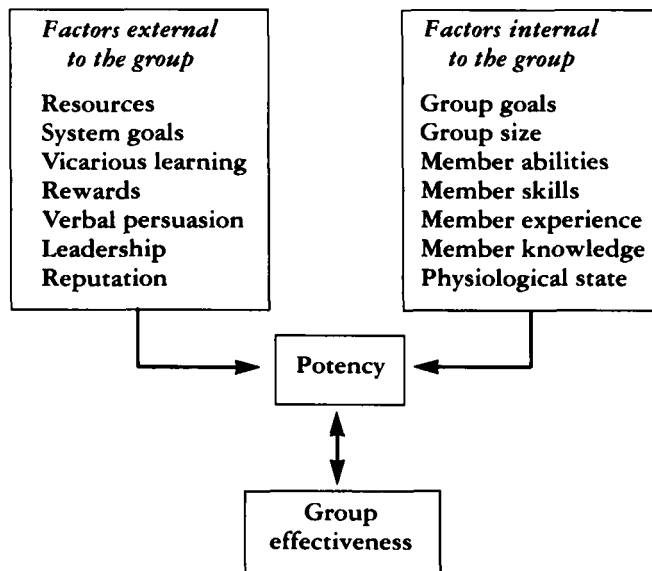 Factors external
to the group
Resources
System goals
Vicarious learning
Rewards
Verbal persuasion
Leadership
Reputation
Factors internal
to the group
Group goals
Group size
Member abilities
Member skills
Member experience
Member knowledge
Physiological state
Potency
Group
effectiveness